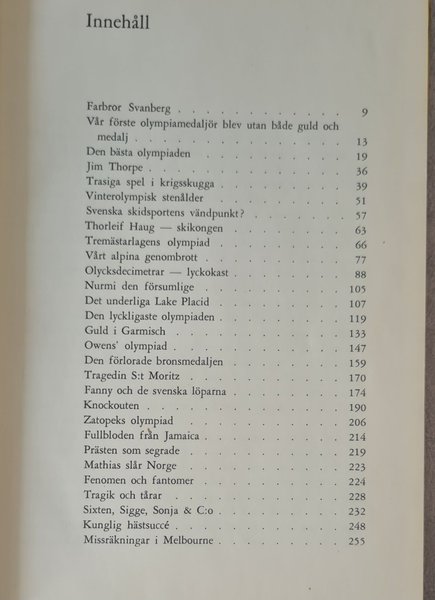 Innehåll
Farbror Svanberg . . . . . . . . . . . 9
Vår förste olympiamedaljör blev utan både guld och
medalj . . . . . . . . . . . . . 13
Den bästa olympiaden . . . . . . . . . . 19
Jim Thorpe . . . . . . . . . . . . . 36
Trasiga spel i krigsskugga . . . . . . . . . 39
Vinterolympisk stenålder . . . . . . . . . 51
Svenska skidsportens vändpunkt? . . . . . . . 57
Thorleif Haug — skikongen . . . . . . . . 63
Tremästarlagens olympiad . . . . . . . . . 66
Vårt alpina genombrott . . . . . . . . . 77
Olycksdecimetrar — lyckokast . . . . . . . . 88
Nurmi den försumlige . . . . . . . . . . 105
Det underliga Lake Placid . . . . . . . . . 107
Den lyckligaste olympiaden . . . . . . . . 119
Guld i Garmisch . . . . . . . . . . . 133
Owens' olympiad . . . . . . . . . . . 147
Den förlorade bronsmedaljen . . . . . . . . 159
Tragedin S:t Moritz . . . . . . . . . . 170
Fanny och de svenska löparna . . . . . . . . 174
Knockouten . . . . . . . . . . . . . 190
Zatopeks olympiad . . . . . . . . . . 206
Fullbloden från Jamaica . . . . . . . . . . 214
Prästen som segrade . . . . . . . . . . 219
Mathias slår Norge . . . . . . . . . . . 223
Fenomen och fantomer . . . . . . . . . . 224
Tragik och tårar . . . . . . . . . . . 228
Sixten, Sigge, Sonja & C:o . . . . . . . . . 232
Kunglig hästsuccé . . . . . . . . . . . 248
Missräkningar i Melbourne . . . . . . . . . 255